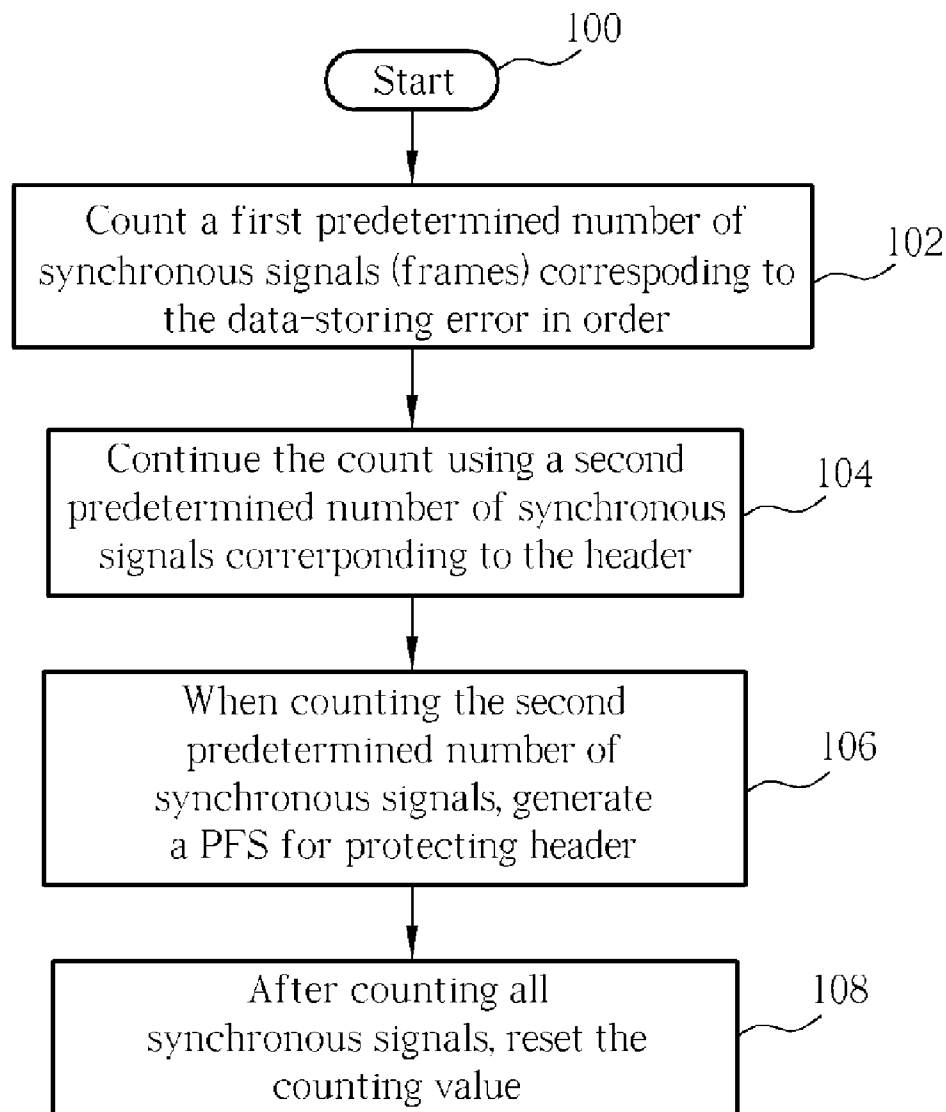 100
Start
Count a first predetermined number of
synchronous signals (frames) correspoding to
the data-storing error in order
102
Continue the count using a second
predetermined number of synchronous
signals correrponding to the header
104
When counting the second
predetermined number of
synchronous signals, generate
a PFS for protecting header
106
After counting all
synchronous signals, reset the
counting value
108